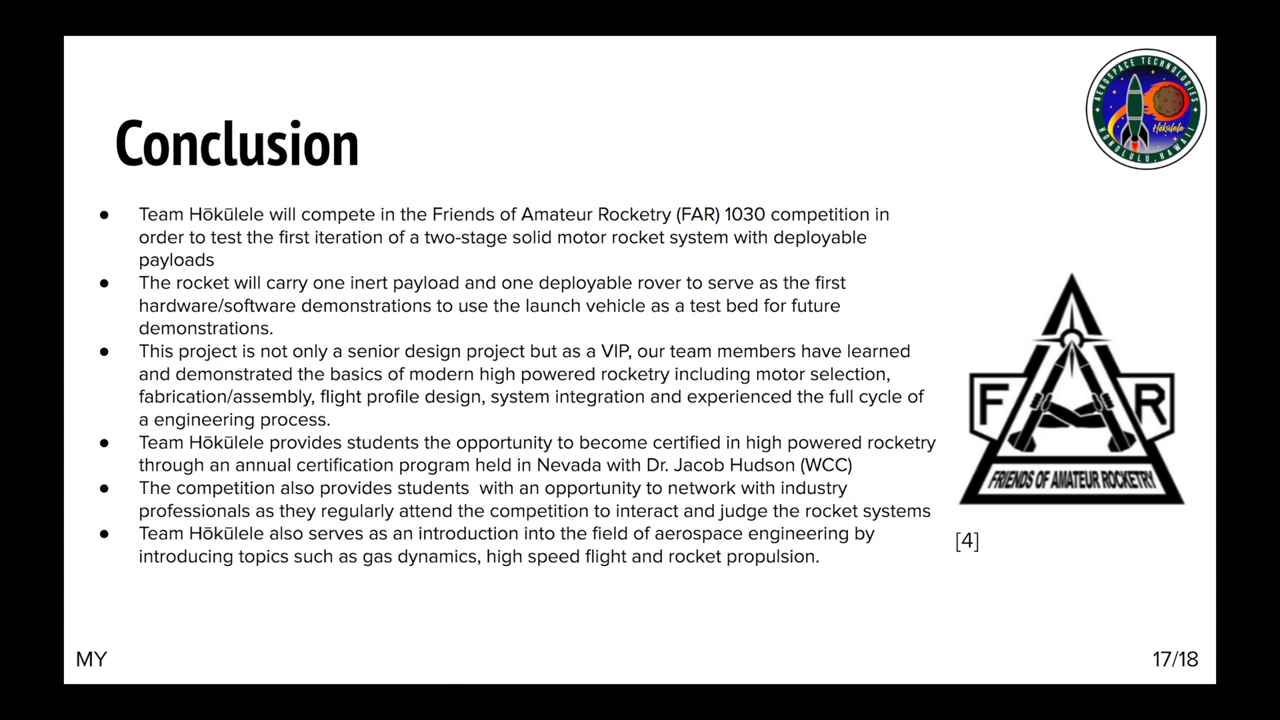 AEROSPACE TECHNOLOGIES
Hōkūlele
HONOLULU, HAWAII
Conclusion
● Team Hōkūlele will compete in the Friends of Amateur Rocketry (FAR) 1030 competition in
order to test the first iteration of a two-stage solid motor rocket system with deployable
payloads
● The rocket will carry one inert payload and one deployable rover to serve as the first
hardware/software demonstrations to use the launch vehicle as a test bed for future
demonstrations.
● This project is not only a senior design project but as a VIP, our team members have learned
and demonstrated the basics of modern high powered rocketry including motor selection,
fabrication/assembly, flight profile design, system integration and experienced the full cycle of
a engineering process.
● Team Hōkūlele provides students the opportunity to become certified in high powered rocketry
through an annual certification program held in Nevada with Dr. Jacob Hudson (WCC)
● The competition also provides students  with an opportunity to network with industry
professionals as they regularly attend the competition to interact and judge the rocket systems
● Team Hōkūlele also serves as an introduction into the field of aerospace engineering by
introducing topics such as gas dynamics, high speed flight and rocket propulsion.
F A R
FRIENDS OF AMATEUR ROCKETRY
[4]
MY
17/18